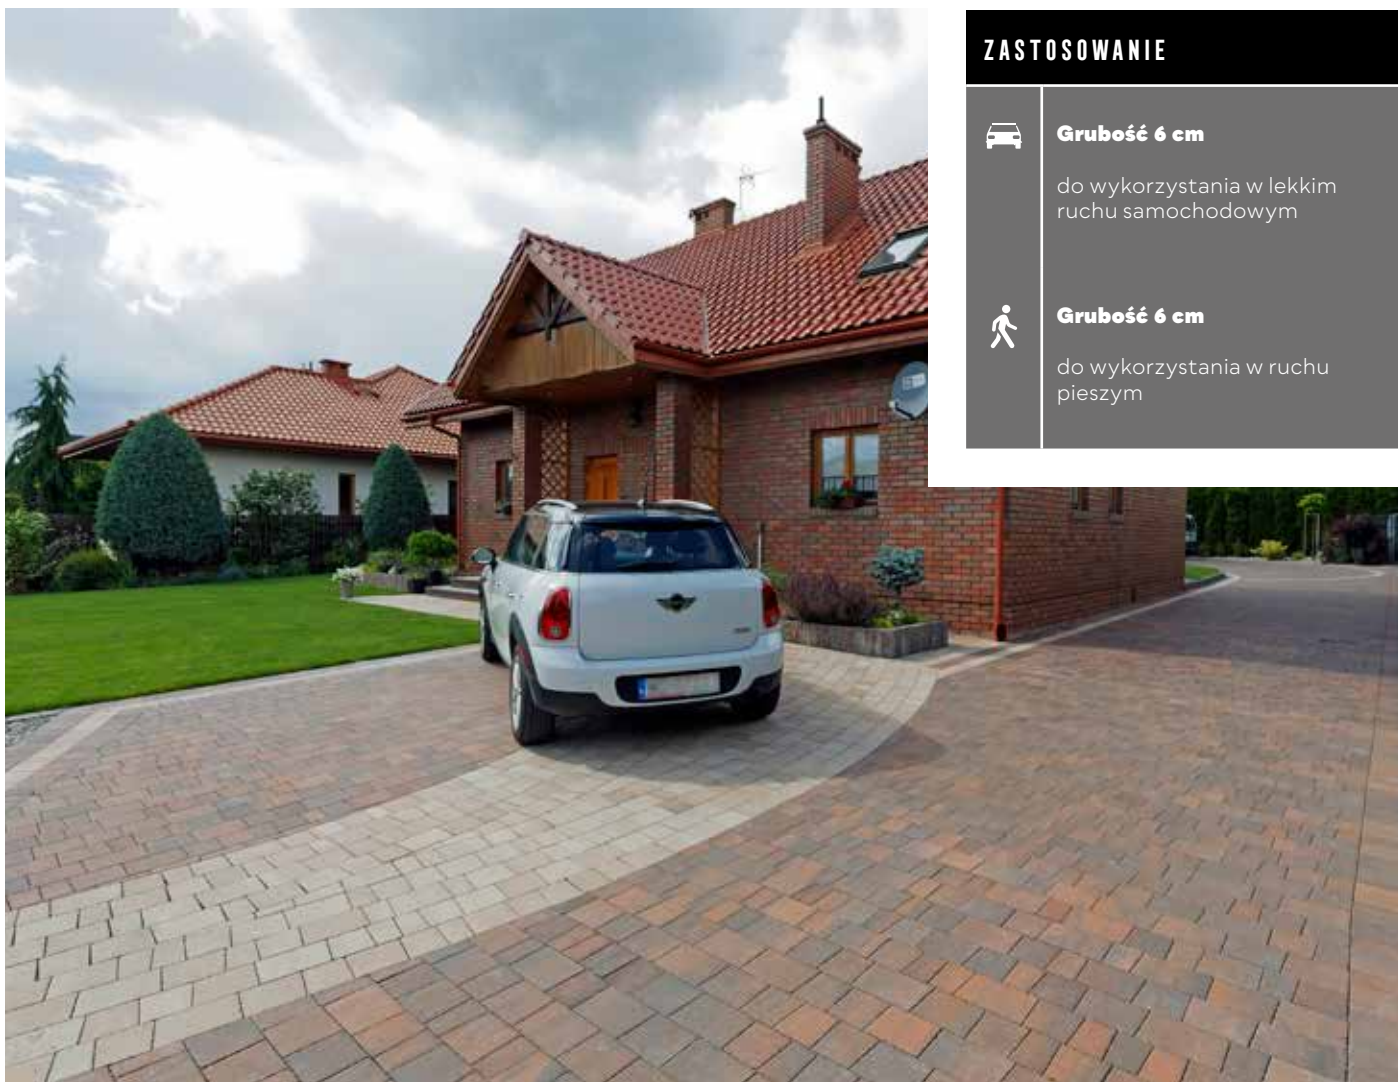 ZASTOSOWANIE
Grubość 6 cm
do wykorzystania w lekkim
ruchu samochodowym
Grubość 6 cm
do wykorzystania w ruchu
pieszym